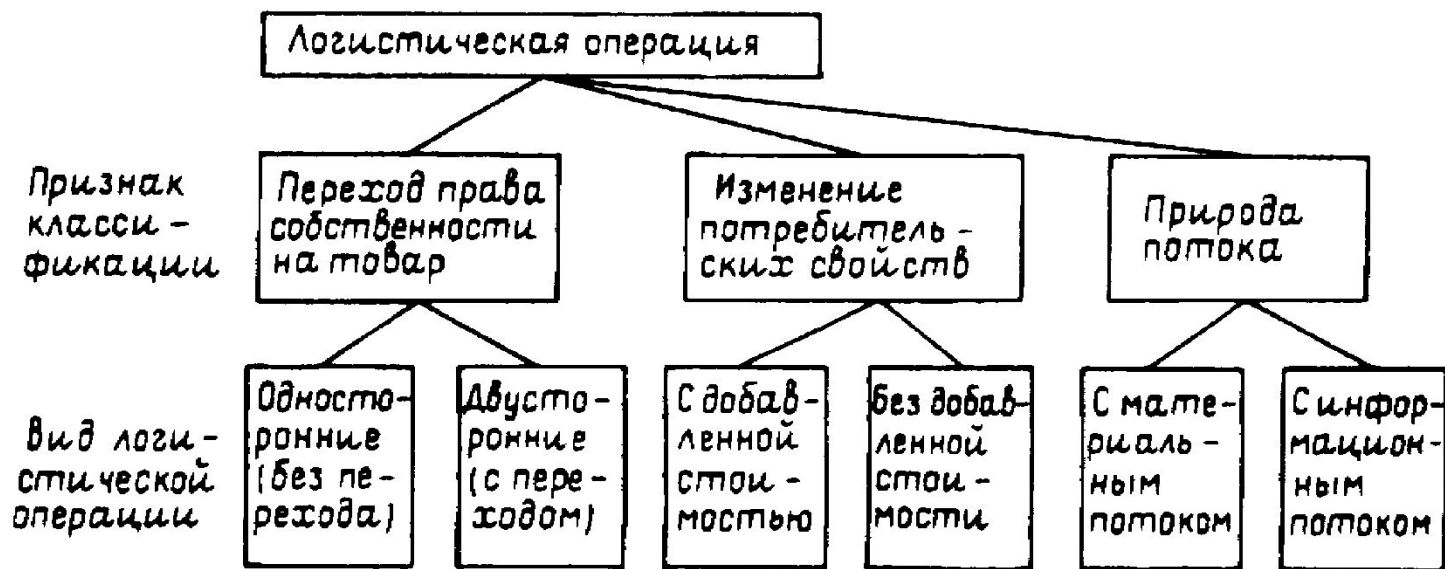 Логистическая операция
Признак
класси-
фикации
Переход права
собственности
на товар
Изменение
потребитель-
ских свойств
Природа
потока
Вид логи-
стической
операции
Односто-
ронние
(без пе-
рехода)
Двусто-
ронние
(с пере-
ходом)
С добав-
ленной
стои-
мостью
Без добав-
ленной
стои-
мости
С мате-
риаль-
ным
потоком
С инфор-
мацион-
ным
потоком